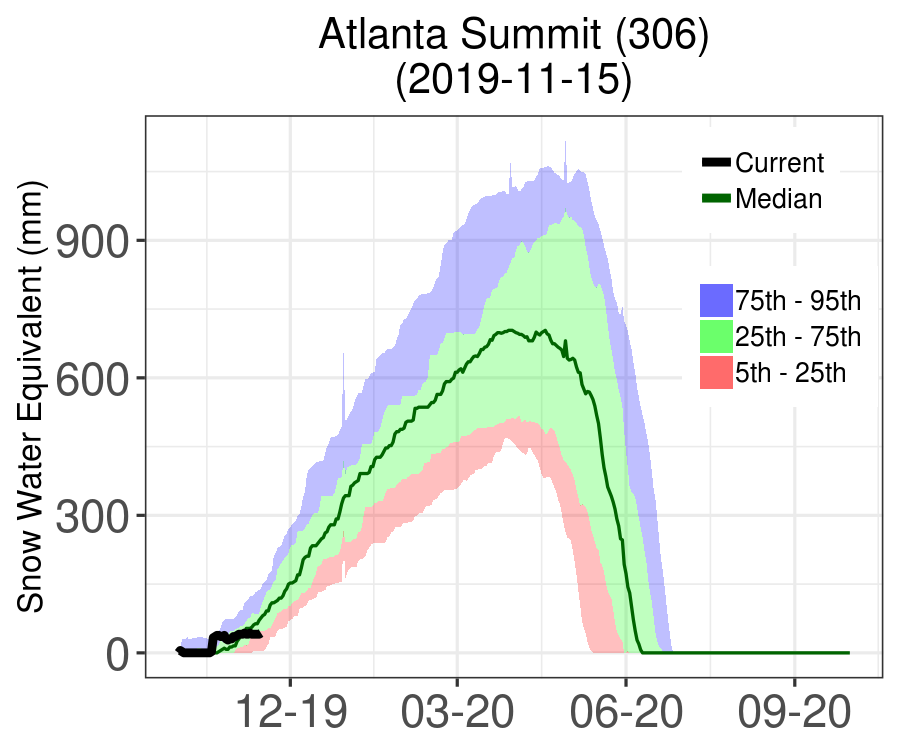 Atlanta Summit (306)
(2019-11-15)
Snow Water Equivalent (mm)
900
600
300
0
12-19
03-20
06-20
09-20
Current
Median
75th - 95th
25th - 75th
5th - 25th